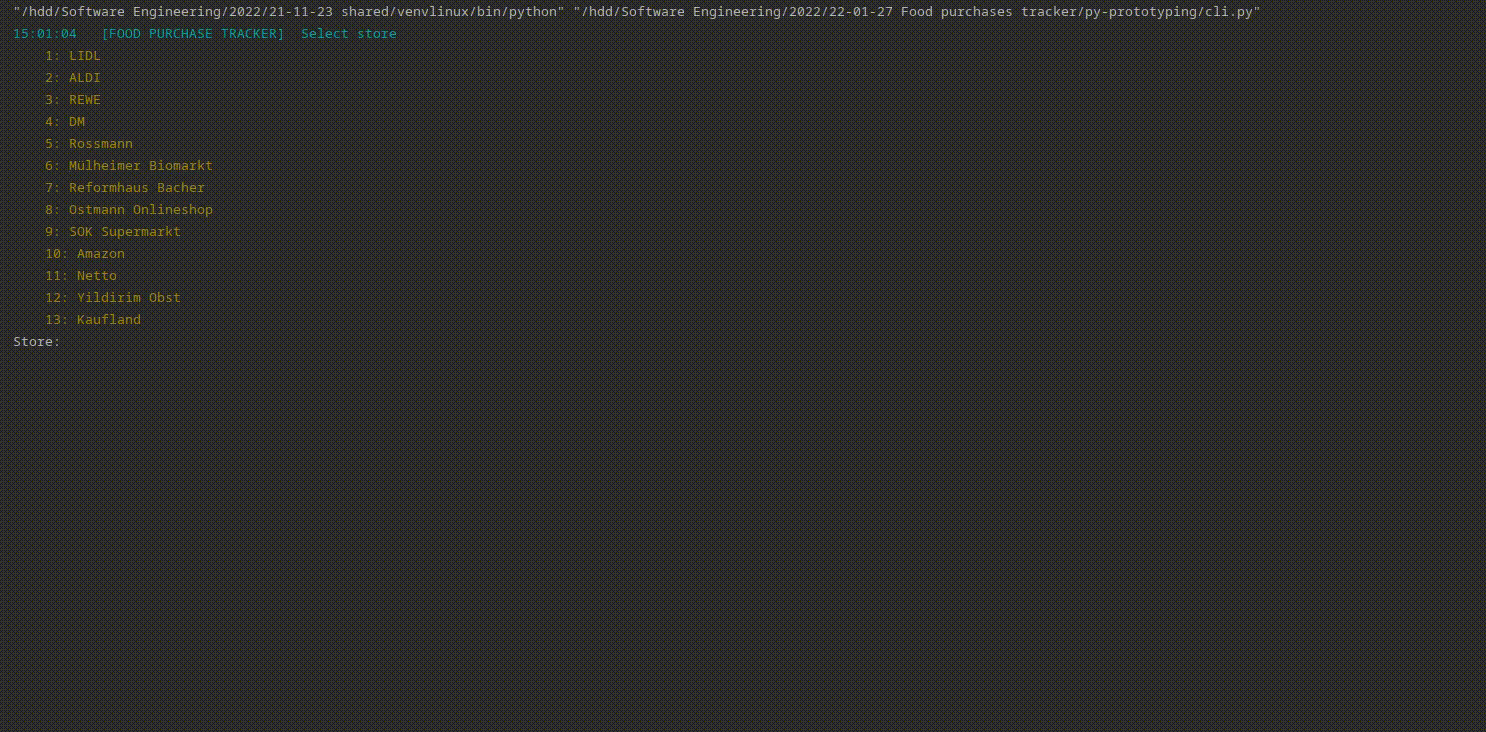 "/hdd/Software Engineering/2022/21-11-23 shared/venvlinux/bin/python" "/hdd/Software Engineering/2022/22-01-27 Food purchases tracker/py-prototyping/cli.py"
15:01:04   [FOOD PURCHASE TRACKER]  Select store
1: LIDL
2: ALDI
3: REWE
4: DM
5: Rossmann
6: Mülheimer Biomarkt
7: Reformhaus Bacher
8: Ostmann Onlineshop
9: SOK Supermarkt
10: Amazon
11: Netto
12: Yildirim Obst
13: Kaufland
Store: